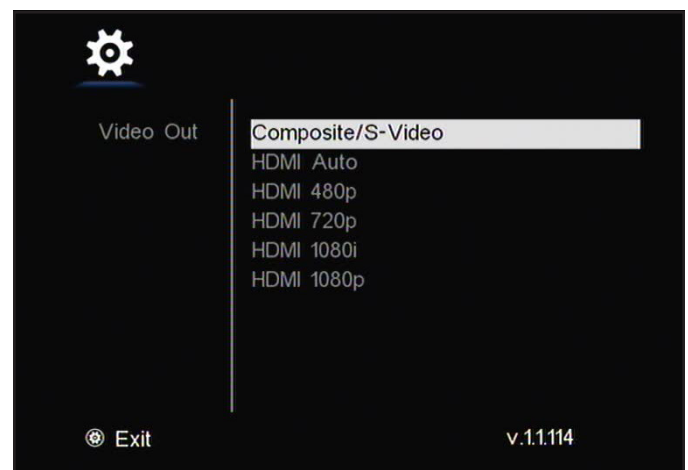 Video Out
Composite/S-Video
HDMI Auto
HDMI 480p
HDMI 720p
HDMI 1080i
HDMI 1080p
Exit
v.1.1.114